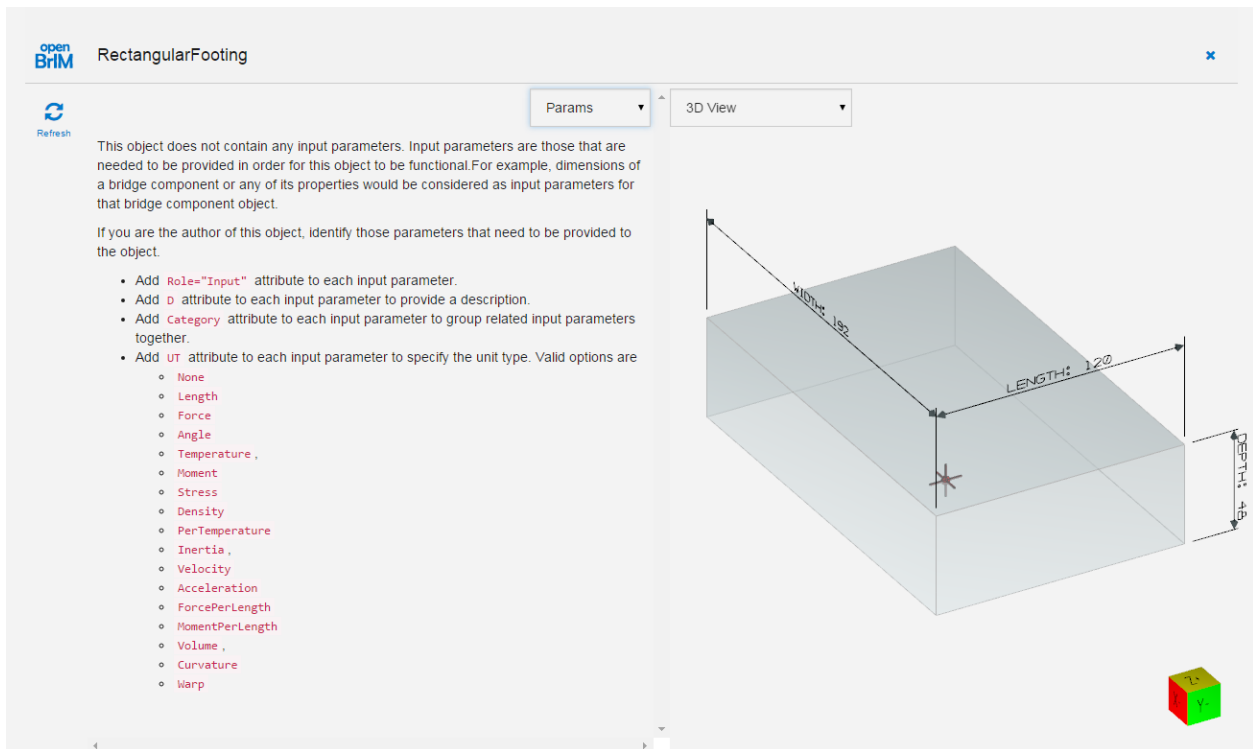 open
BrIM
RectangularFooting
Refresh
Params
3D View
This object does not contain any input parameters. Input parameters are those that are
needed to be provided in order for this object to be functional.For example, dimensions of
a bridge component or any of its properties would be considered as input parameters for
that bridge component object.
If you are the author of this object, identify those parameters that need to be provided to
the object.
• Add Role="Input" attribute to each input parameter.
• Add D attribute to each input parameter to provide a description.
• Add Category attribute to each input parameter to group related input parameters
together.
• Add UT attribute to each input parameter to specify the unit type. Valid options are
None
Length
Force
Angle
Temperature ,
Moment
Stress
Density
PerTemperature
Inertia ,
Velocity
Acceleration
ForcePerLength
MomentPerLength
Volume ,
Curvature
Warp
WIDTH: 192
LENGTH: 120
DEPTH: 48
Y-